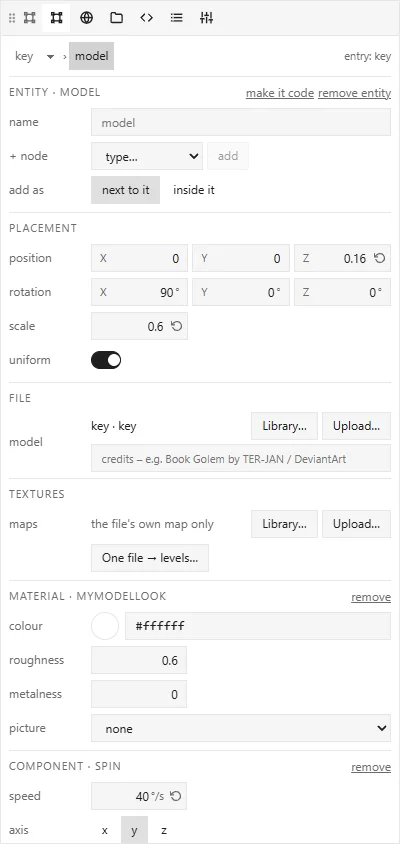 key › model entry: key
ENTITY · MODEL make it code remove entity
name model
+ node type... add
add as next to it inside it
PLACEMENT
position X 0 Y 0 Z 0.16
rotation X 90° Y 0° Z 0°
scale 0.6
uniform
FILE
model key · key Library... Upload...
credits – e.g. Book Golem by TER-JAN / DeviantArt
TEXTURES
maps the file's own map only Library... Upload...
One file → levels...
MATERIAL · MYMODELLOOK remove
colour #ffffff
roughness 0.6
metalness 0
picture none
COMPONENT · SPIN remove
speed 40°/s
axis x y z